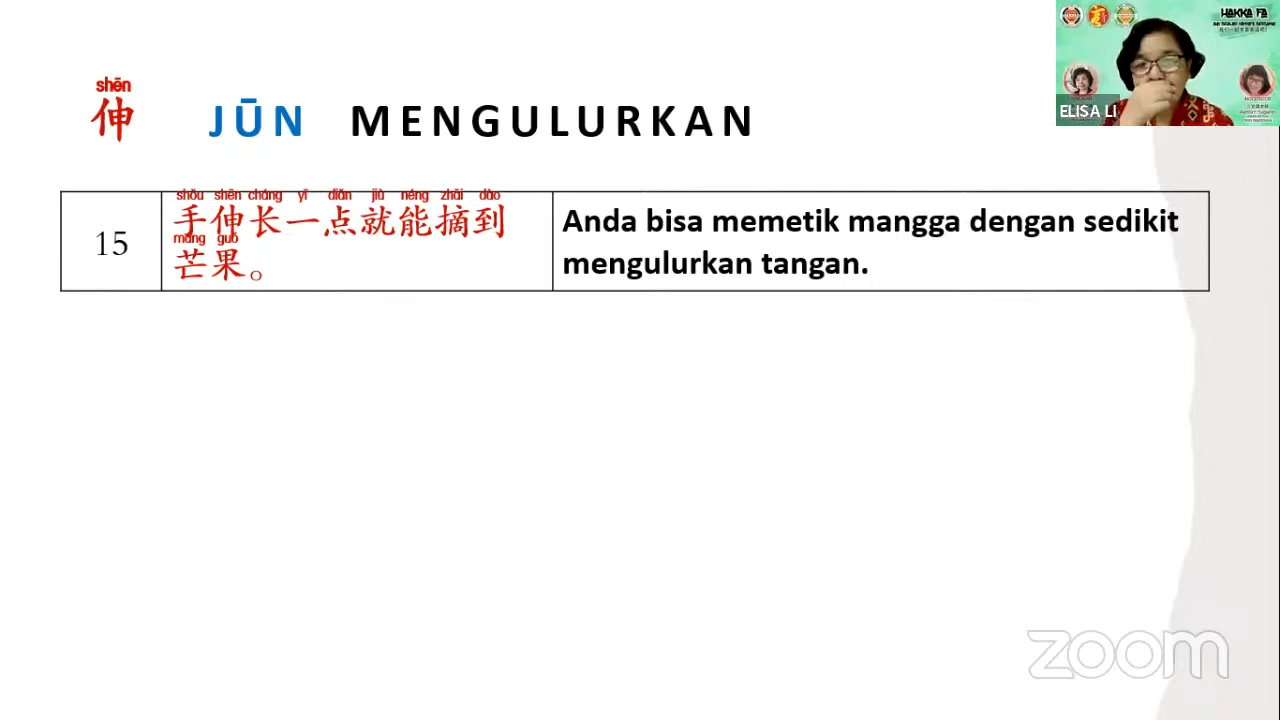 shēn
伸 JŪN MENGULURKAN
15
shǒu shēn cháng yī diǎn jiù néng zhāi dào
手伸长一点就能摘到
máng guǒ
芒果。
Anda bisa memetik mangga dengan sedikit
mengulurkan tangan.
HAKKA FA
ELISA LI
MODERATOR
zoom